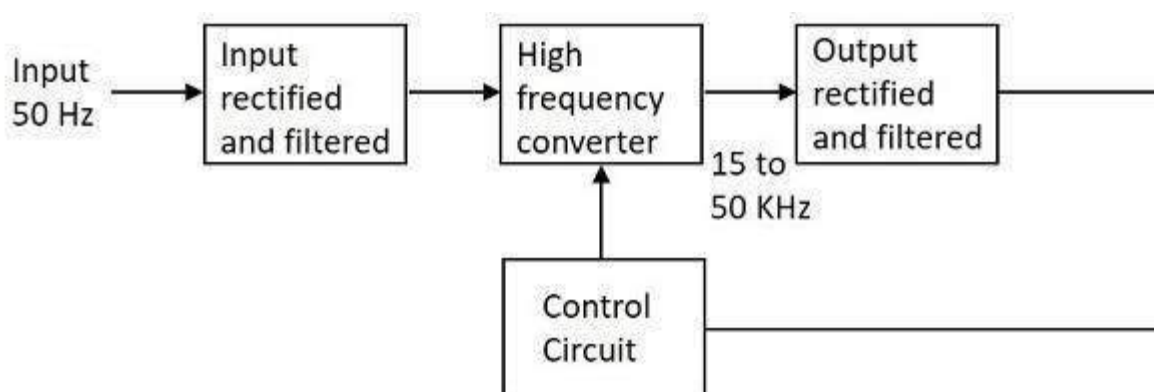 Input
50 Hz
Input
rectified
and filtered
High
frequency
converter
15 to
50 KHz
Output
rectified
and filtered
Control
Circuit